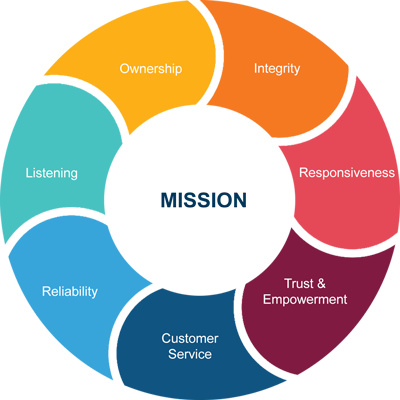 Ownership
Integrity
Listening
Responsiveness
MISSION
Reliability
Trust &
Empowerment
Customer
Service